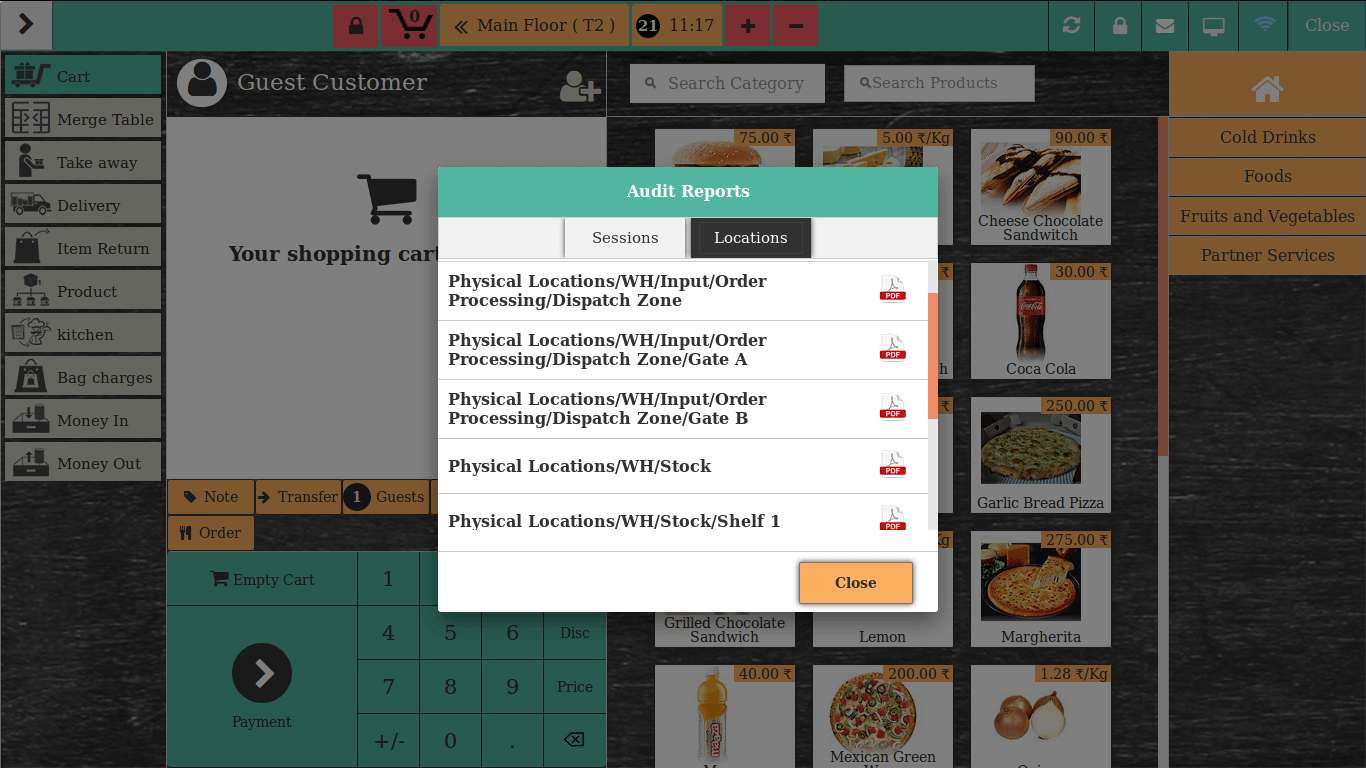 0
Main Floor ( T2 )
21
11:17
Close
Cart
Merge Table
Take away
Delivery
Item Return
Product
kitchen
Bag charges
Money In
Money Out
Guest Customer
Your shopping cart
Note
Transfer
1
Guests
Order
Empty Cart
Payment
1
4
5
6
Disc
7
8
9
Price
+/-
0
.
Search Category
Search Products
75.00 ₹
5.00 ₹/Kg
90.00 ₹
Cheese Chocolate
Sandwitch
₹
h
30.00 ₹
Coca Cola
₹
250.00 ₹
Garlic Bread Pizza
Grilled Chocolate
Sandwich
Kg
Lemon
275.00 ₹
Margherita
40.00 ₹
200.00 ₹
Mexican Green
1.28 ₹/Kg
Cold Drinks
Foods
Fruits and Vegetables
Partner Services
Audit Reports
Sessions
Locations
Physical Locations/WH/Input/Order
Processing/Dispatch Zone
PDF
Physical Locations/WH/Input/Order
Processing/Dispatch Zone/Gate A
PDF
Physical Locations/WH/Input/Order
Processing/Dispatch Zone/Gate B
PDF
Physical Locations/WH/Stock
PDF
Physical Locations/WH/Stock/Shelf 1
PDF
Close